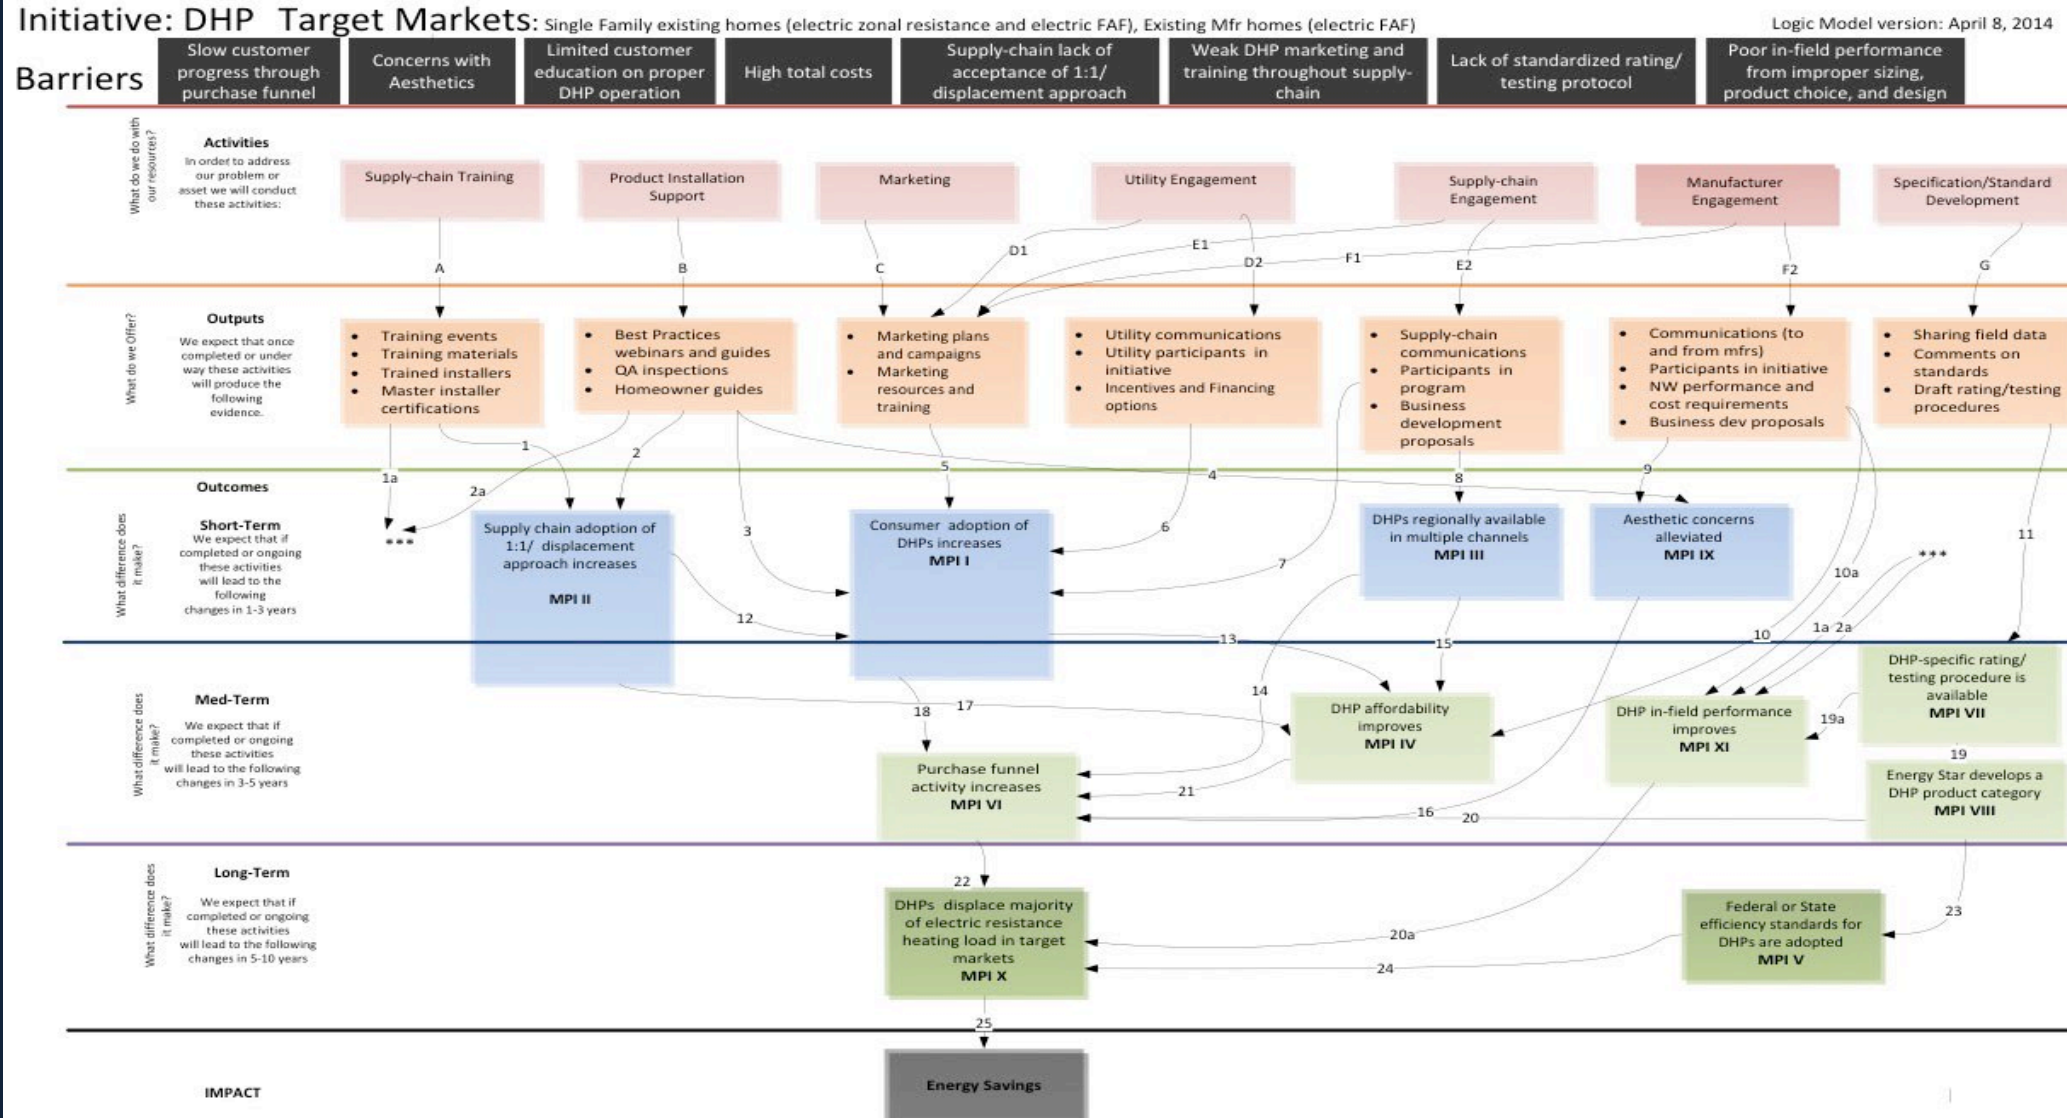 Initiative: DHP Target Markets: Single Family existing homes (electric zonal resistance and electric FAF), Existing Mfr homes (electric FAF)
Logic Model version: April 8, 2014
Barriers
Slow customer
progress through
purchase funnel
Concerns with
Aesthetics
Limited customer
education on proper
DHP operation
High total costs
Supply-chain lack of
acceptance of 1:1/
displacement approach
Weak DHP marketing and
training throughout supply-
chain
Lack of standardized rating/
testing protocol
Poor in-field performance
from improper sizing,
product choice, and design
What do we do with
our resources?
Activities
In order to address
our problem or
asset we will conduct
these activities:
Supply-chain Training
Product Installation
Support
Marketing
Utility Engagement
Supply-chain
Engagement
Manufacturer
Engagement
Specification/Standard
Development
A
B
C
D1
E1
D2
F1
E2
F2
G
What do we Offer?
Outputs
We expect that once
completed or under
way these activities
will produce the
following
evidence.
• Training events
• Training materials
• Trained installers
• Master installer
certifications
• Best Practices
webinars and guides
• QA inspections
• Homeowner guides
• Marketing plans
and campaigns
• Marketing
resources and
training
• Utility communications
• Utility participants in
initiative
• Incentives and Financing
options
• Supply-chain
communications
• Participants in
program
• Business
development
proposals
• Communications (to
and from mfrs)
• Participants in initiative
• NW performance and
cost requirements
• Business dev proposals
• Sharing field data
• Comments on
standards
• Draft rating/testing
procedures
1
2
1a
2a
3
5
4
6
7
8
9
10a
11
Outcomes
What difference does
it make?
Short-Term
We expect that if
completed or ongoing
these activities
will lead to the
following
changes in 1-3 years
***
Supply chain adoption of
1:1/ displacement
approach increases
MPI II
Consumer adoption of
DHPs increases
MPI I
DHPs regionally available
in multiple channels
MPI III
Aesthetic concerns
alleviated
MPI IX
***
12
13
15
10
1a
2a
What difference does
it make?
Med-Term
We expect that if
completed or ongoing
these activities
will lead to the following
changes in 3-5 years
17
18
14
DHP affordability
improves
MPI IV
DHP in-field performance
improves
MPI XI
19a
DHP-specific rating/
testing procedure is
available
MPI VII
19
Energy Star develops a
DHP product category
MPI VIII
Purchase funnel
activity increases
MPI VI
21
16
20
What difference does
it make?
Long-Term
We expect that if
completed or ongoing
these activities
will lead to the following
changes in 5-10 years
22
DHPs displace majority
of electric resistance
heating load in target
markets
MPI X
20a
24
Federal or State
efficiency standards for
DHPs are adopted
MPI V
23
25
IMPACT
Energy Savings